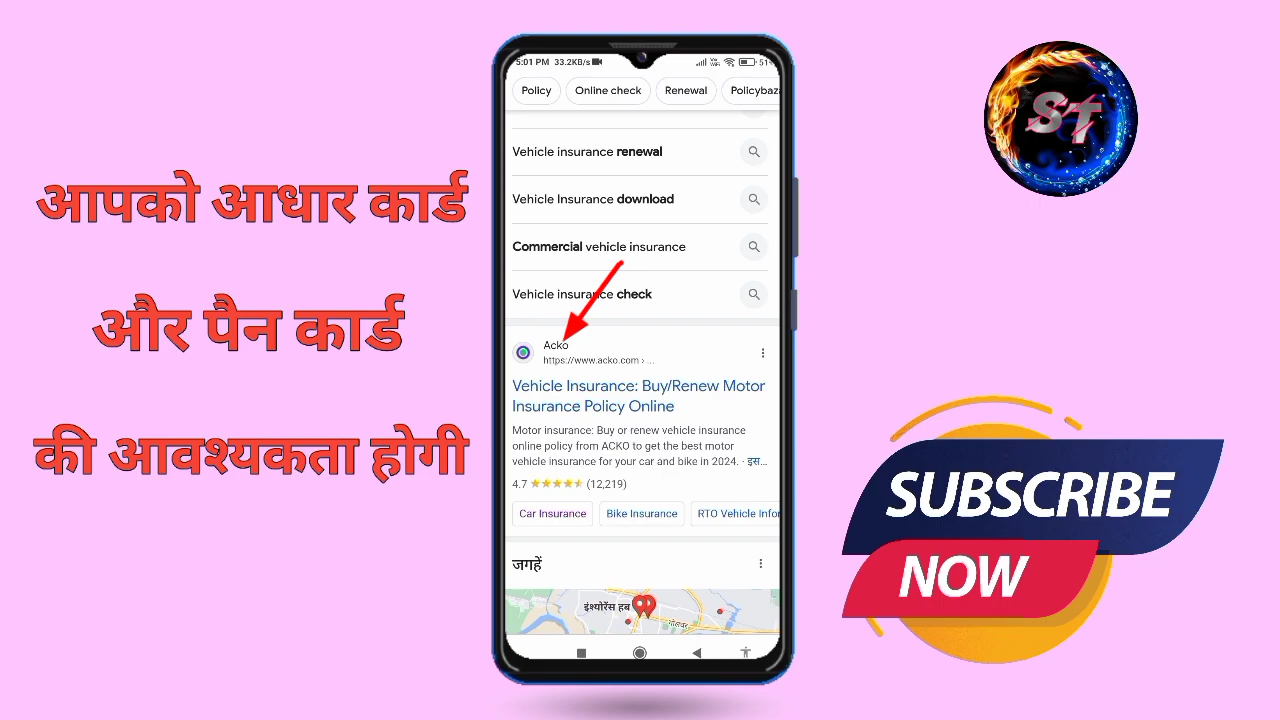 आपको आधार कार्ड
और पैन कार्ड
की आवश्यकता होगी
5:01 PM 33.2KB/s 51
Policy Online check Renewal Policybaza
Vehicle insurance renewal
Vehicle Insurance download
Commercial vehicle insurance
Vehicle insurance check
Acko
https://www.acko.com › ...
Vehicle Insurance: Buy/Renew Motor
Insurance Policy Online
Motor insurance: Buy or renew vehicle insurance
online policy from ACKO to get the best motor
vehicle insurance for your car and bike in 2024. · इस...
4.7 (12,219)
Car Insurance Bike Insurance RTO Vehicle Infor
जगहें
इंश्योरेंस हब
ST
SUBSCRIBE
NOW